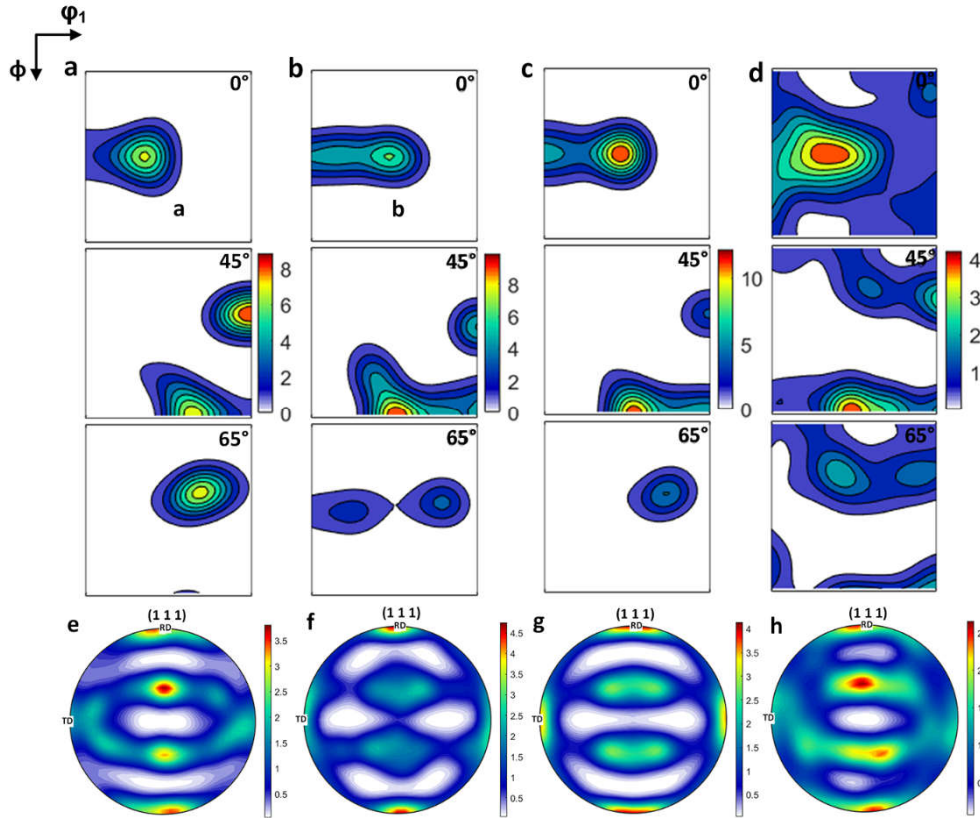 φ₁
Φ
a b c d
0° 0° 0° 0°
a b
45° 45° 45° 45°
8 8 10 4
6 6 3
4 4 5 2
2 2 1
0 0 0
65° 65° 65° 65°
e (1 1 1) f (1 1 1) g (1 1 1) h (1 1 1)
RD RD RD RD
TD TD TD TD
3.5 4.5 4
3 4 3.5
2.5 3.5 3
2 3 2.5
1.5 2.5 2
1 2 1.5
0.5 1.5 1
1 0.5
0.5